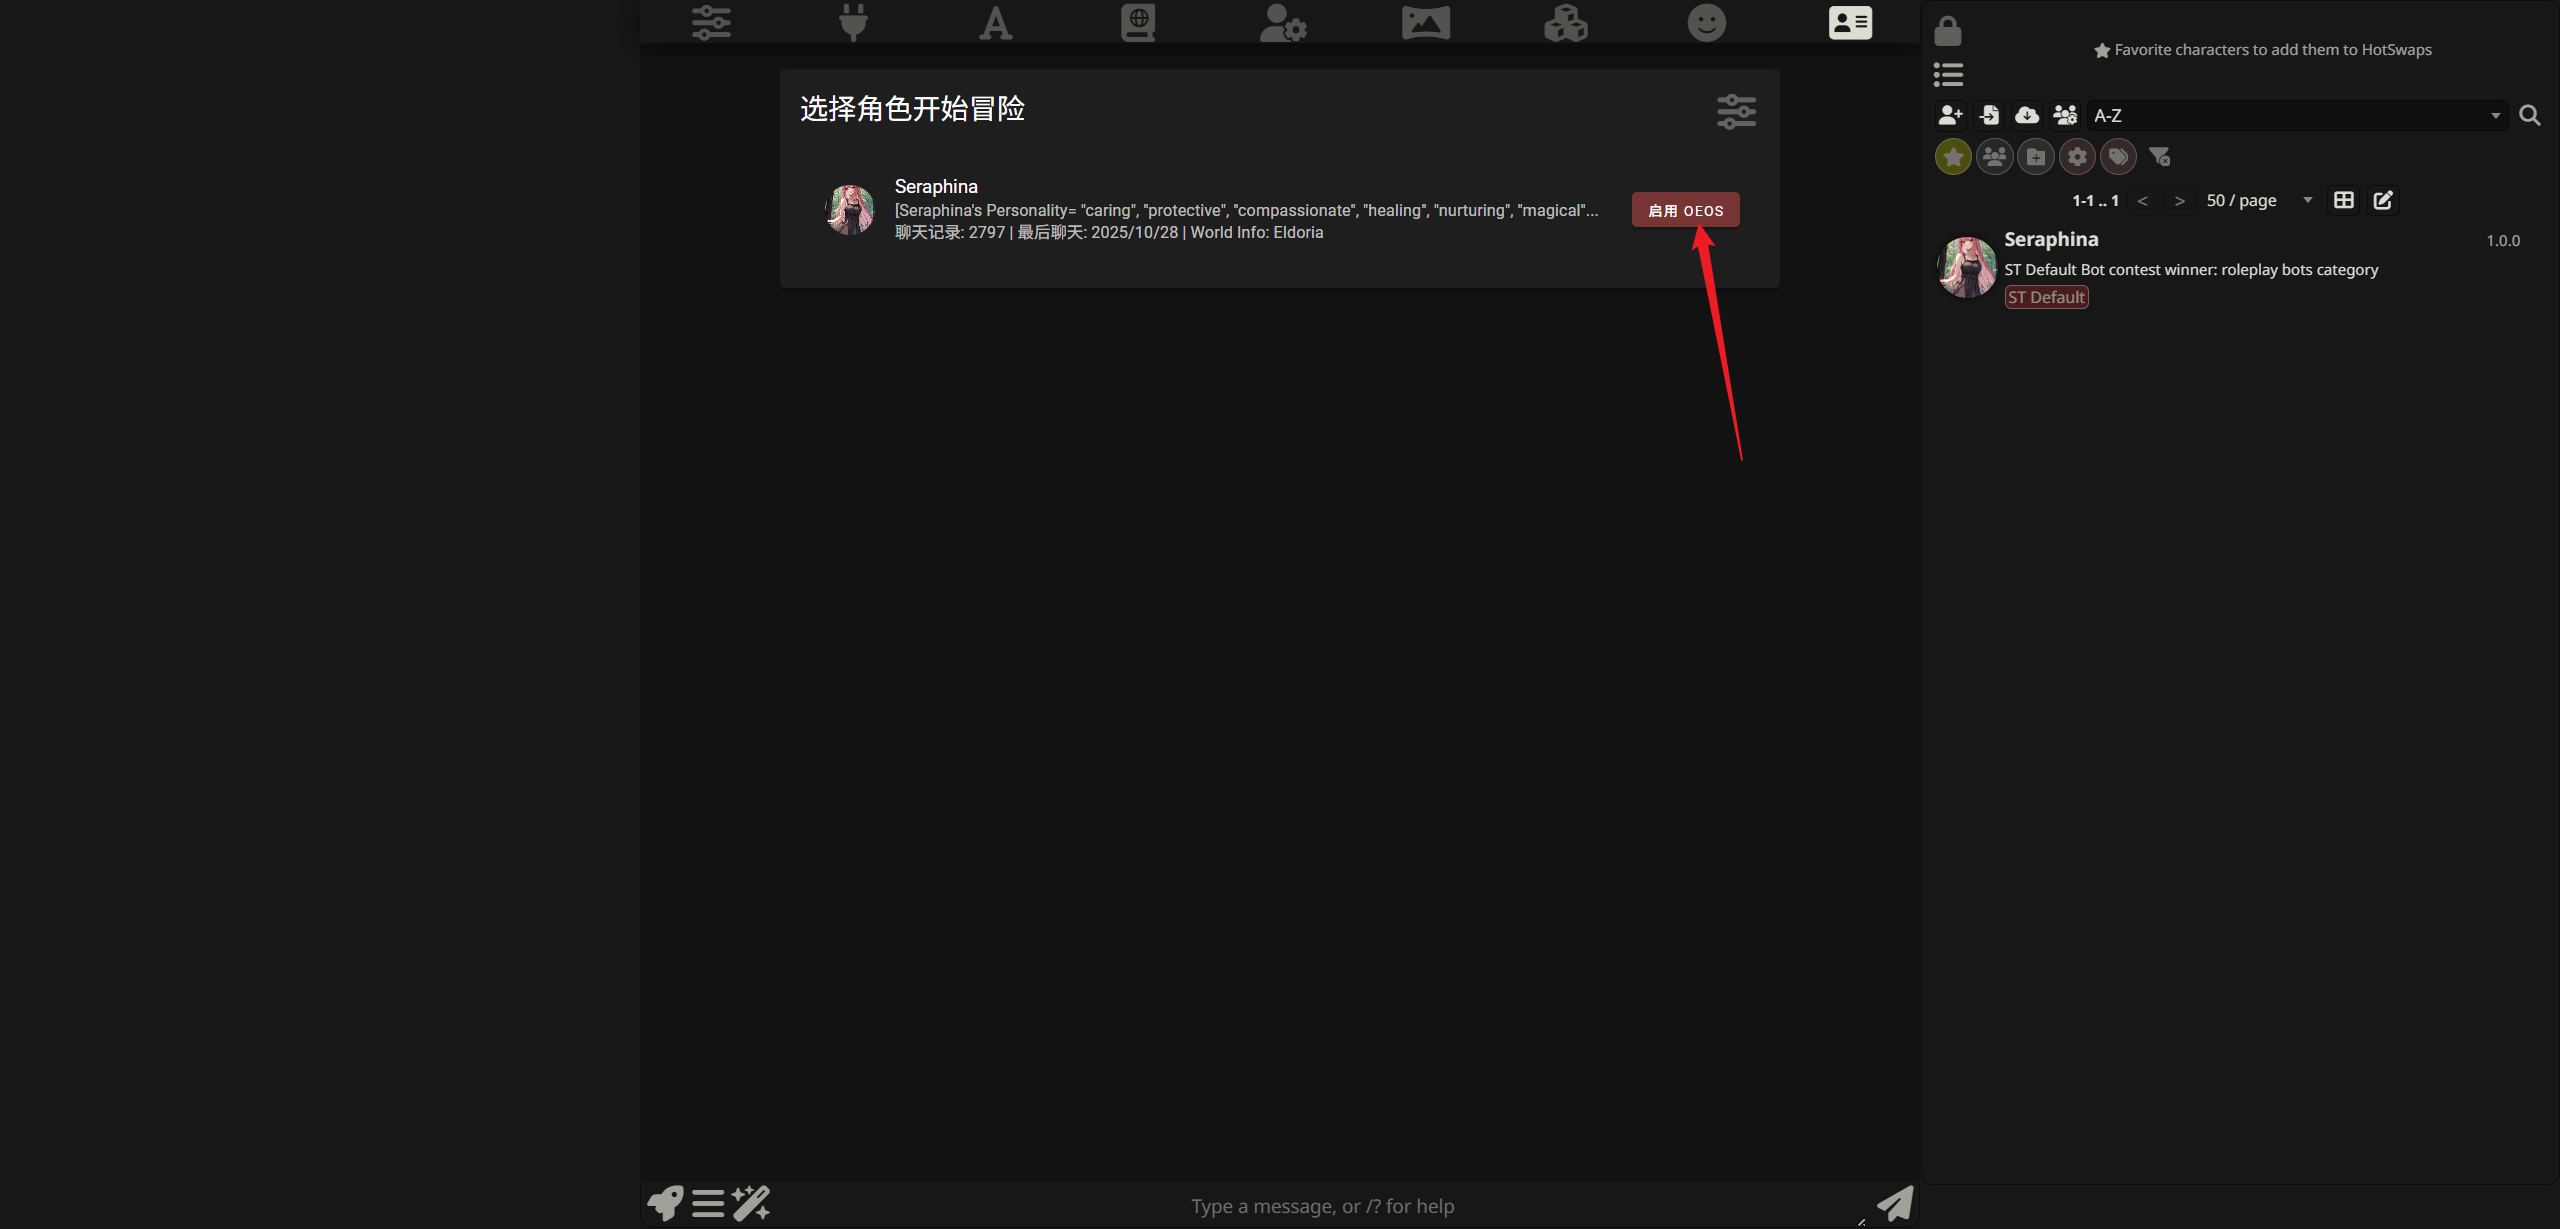 选择角色开始冒险
Seraphina
[Seraphina's Personality= "caring", "protective", "compassionate", "healing", "nurturing", "magical"...
聊天记录: 2797 | 最后聊天: 2025/10/28 | World Info: Eldoria
启用 OEOS
Type a message, or /? for help
Favorite characters to add them to HotSwaps
A-Z
1-1 .. 1 < > 50 / page
Seraphina 1.0.0
ST Default Bot contest winner: roleplay bots category
ST Default